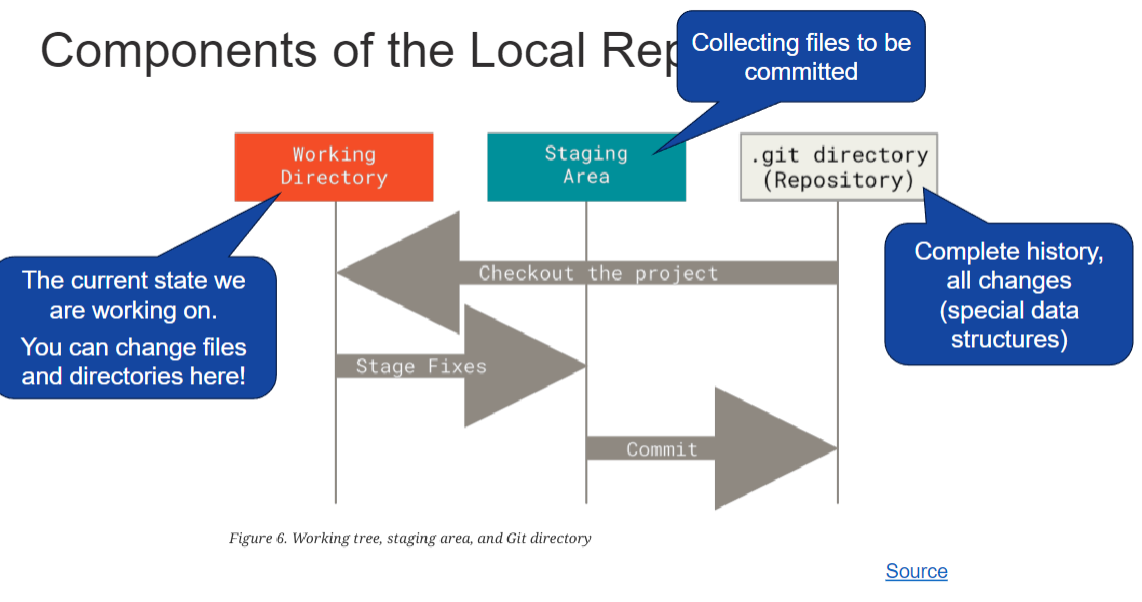 Components of the Local Rep
Collecting files to be
committed
Working
Directory
Staging
Area
.git directory
(Repository)
The current state we
are working on.
You can change files
and directories here!
Complete history,
all changes
(special data
structures)
Checkout the project
Stage Fixes
Commit
Figure 6. Working tree, staging area, and Git directory
Source